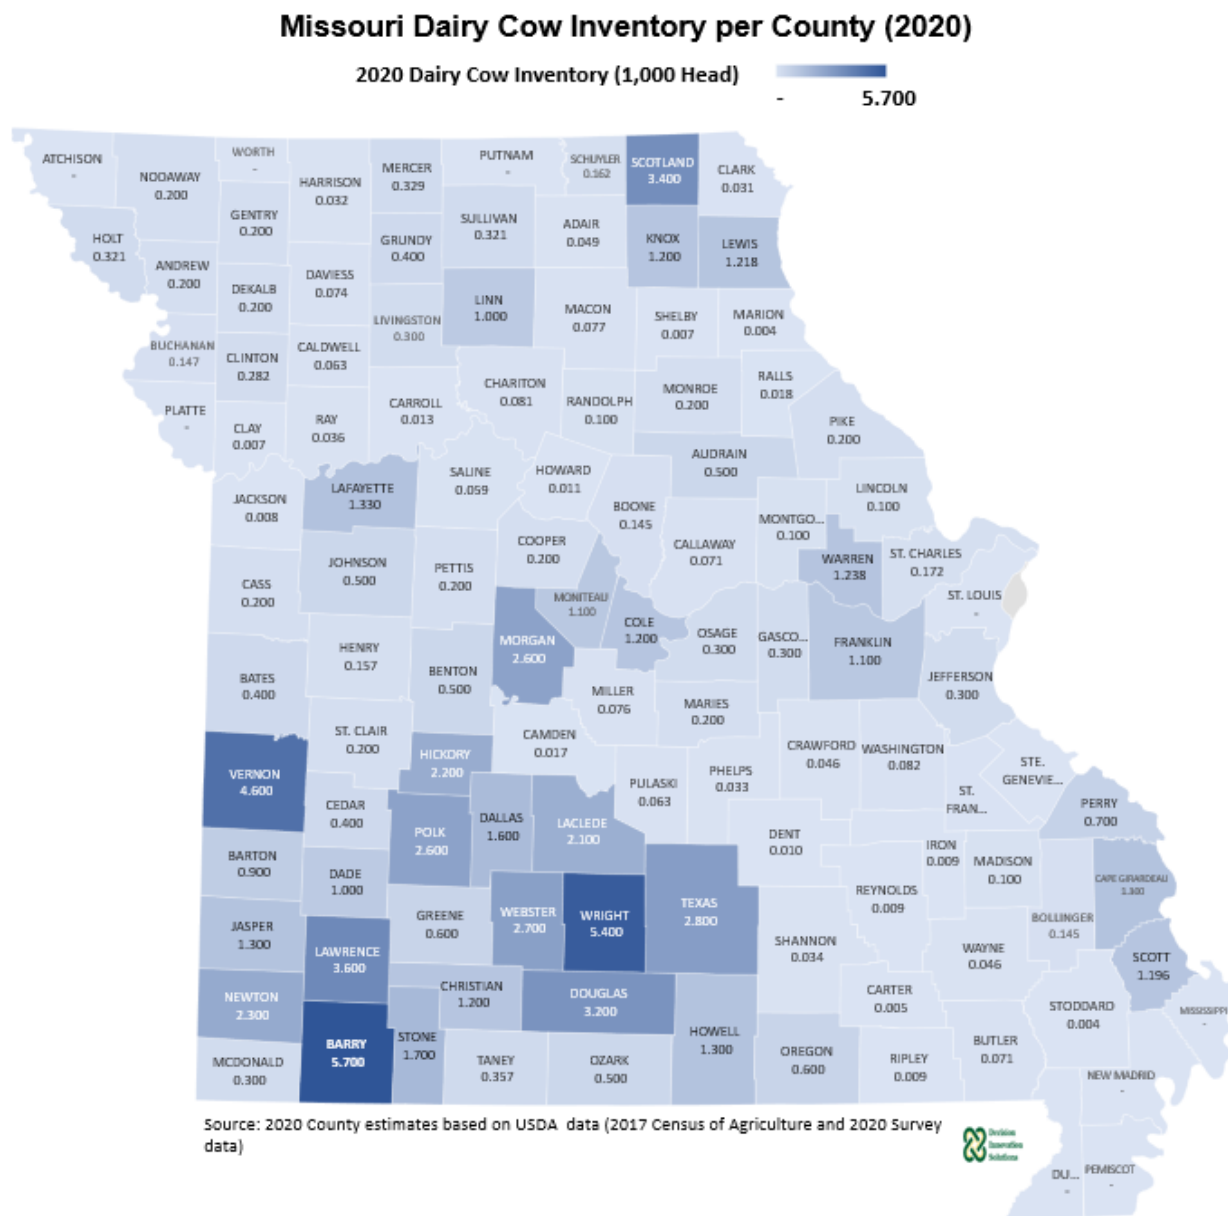 Missouri Dairy Cow Inventory per County (2020)
2020 Dairy Cow Inventory (1,000 Head)
-
5.700
ATCHISON
-
NODAWAY
0.200
WORTH
-
HARRISON
0.032
MERCER
0.329
PUTNAM
-
SCHUYLER
0.162
SCOTLAND
3.400
CLARK
0.031
HOLT
0.321
GENTRY
0.200
GRUNDY
0.400
SULLIVAN
0.321
ADAIR
0.049
KNOX
1.200
LEWIS
1.218
ANDREW
0.200
DEKALB
0.200
DAVIESS
0.074
LIVINGSTON
0.300
LINN
1.000
MACON
0.077
SHELBY
0.007
MARION
0.004
BUCHANAN
0.147
CLINTON
0.282
CALDWELL
0.063
CHARITON
0.081
RANDOLPH
0.100
MONROE
0.200
RALLS
0.018
PLATTE
-
CLAY
0.007
RAY
0.036
CARROLL
0.013
PIKE
0.200
AUDRAIN
0.500
JACKSON
0.008
LAFAYETTE
1.330
SALINE
0.059
HOWARD
0.011
BOONE
0.145
LINCOLN
0.100
MONTGO...
0.100
COOPER
0.200
CALLAWAY
0.071
WARREN
1.238
ST. CHARLES
0.172
CASS
0.200
JOHNSON
0.500
PETTIS
0.200
MONITEAU
1.100
ST. LOUIS
-
COLE
1.200
OSAGE
0.300
GASCO...
0.300
FRANKLIN
1.100
MORGAN
2.600
HENRY
0.157
BATES
0.400
BENTON
0.500
MILLER
0.076
MARIES
0.200
JEFFERSON
0.300
ST. CLAIR
0.200
CAMDEN
0.017
CRAWFORD
0.046
WASHINGTON
0.082
VERNON
4.600
HICKORY
2.200
PULASKI
0.063
PHELPS
0.033
STE.
GENEVIE...
ST.
FRAN...
CEDAR
0.400
POLK
2.600
DALLAS
1.600
LACLEDE
2.100
DENT
0.010
PERRY
0.700
BARTON
0.900
DADE
1.000
IRON
0.009
MADISON
0.100
CAPE GIRARDEAU
1.300
REYNOLDS
0.009
BOLLINGER
0.145
JASPER
1.300
GREENE
0.600
WEBSTER
2.700
WRIGHT
5.400
TEXAS
2.800
LAWRENCE
3.600
SHANNON
0.034
WAYNE
0.046
SCOTT
1.196
NEWTON
2.300
CHRISTIAN
1.200
DOUGLAS
3.200
CARTER
0.005
STODDARD
0.004
MISSISSIPPI
-
BARRY
5.700
STONE
1.700
HOWELL
1.300
OREGON
0.600
BUTLER
0.071
MCDONALD
0.300
TANEY
0.357
OZARK
0.500
RIPLEY
0.009
NEW MADRID
-
DU...
-
PEMISCOT
-
Source: 2020 County estimates based on USDA data (2017 Census of Agriculture and 2020 Survey
data)
Decision
Innovation
Solutions